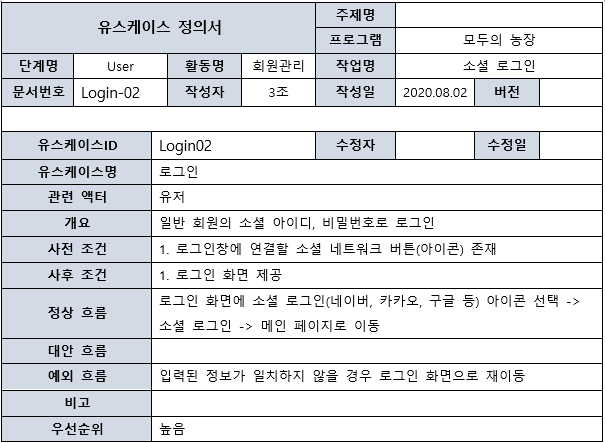 유스케이스 정의서
주제명
프로그램 모두의 농장
단계명 User 활동명 회원관리 작업명 소셜 로그인
문서번호 Login-02 작성자 3조 작성일 2020.08.02 버전
유스케이스ID Login02 수정자 수정일
유스케이스명 로그인
관련 액터 유저
개요 일반 회원의 소셜 아이디, 비밀번호로 로그인
사전 조건 1. 로그인창에 연결할 소셜 네트워크 버튼(아이콘) 존재
사후 조건 1. 로그인 화면 제공
정상 흐름 로그인 화면에 소셜 로그인(네이버, 카카오, 구글 등) 아이콘 선택 ->
소셜 로그인 -> 메인 페이지로 이동
대안 흐름
예외 흐름 입력된 정보가 일치하지 않을 경우 로그인 화면으로 재이동
비고
우선순위 높음